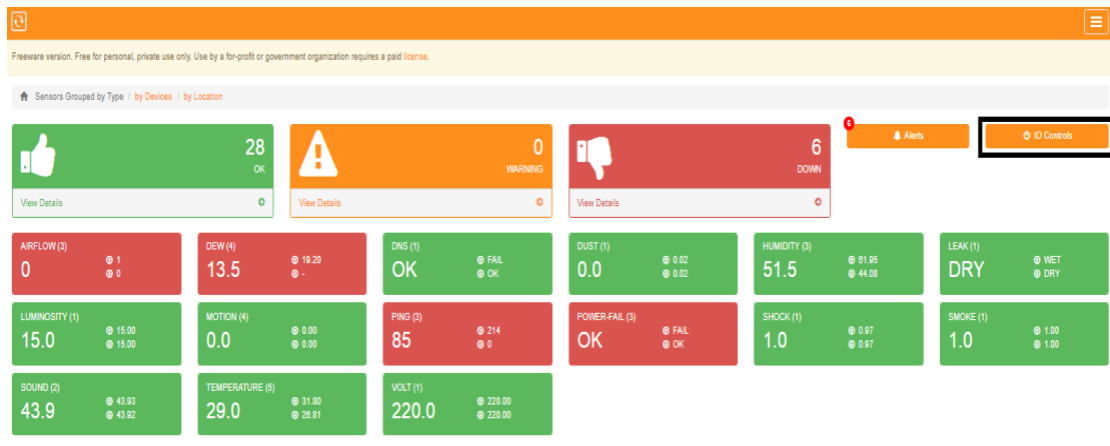 Freeware version. Free for personal, private use only. Use by a for-profit or government organization requires a paid license.
Sensors Grouped by Type / by Devices / by Location
28
OK
View Details
0
WARNING
View Details
6
DOWN
View Details
6
Alerts
IO Controls
AIRFLOW (3)
0
1
0
DEW (4)
13.5
19.20
-
DNS (1)
OK
FAIL
OK
DUST (1)
0.0
0.02
0.02
HUMIDITY (3)
51.5
61.95
44.08
LEAK (1)
DRY
WET
DRY
LUMINOSITY (1)
15.0
15.00
15.00
MOTION (4)
0.0
0.00
0.00
PING (3)
85
214
0
POWER-FAIL (3)
OK
FAIL
OK
SHOCK (1)
1.0
0.97
0.97
SMOKE (1)
1.0
1.00
1.00
SOUND (2)
43.9
43.93
43.92
TEMPERATURE (5)
29.0
31.80
26.81
VOLT (1)
220.0
220.00
220.00